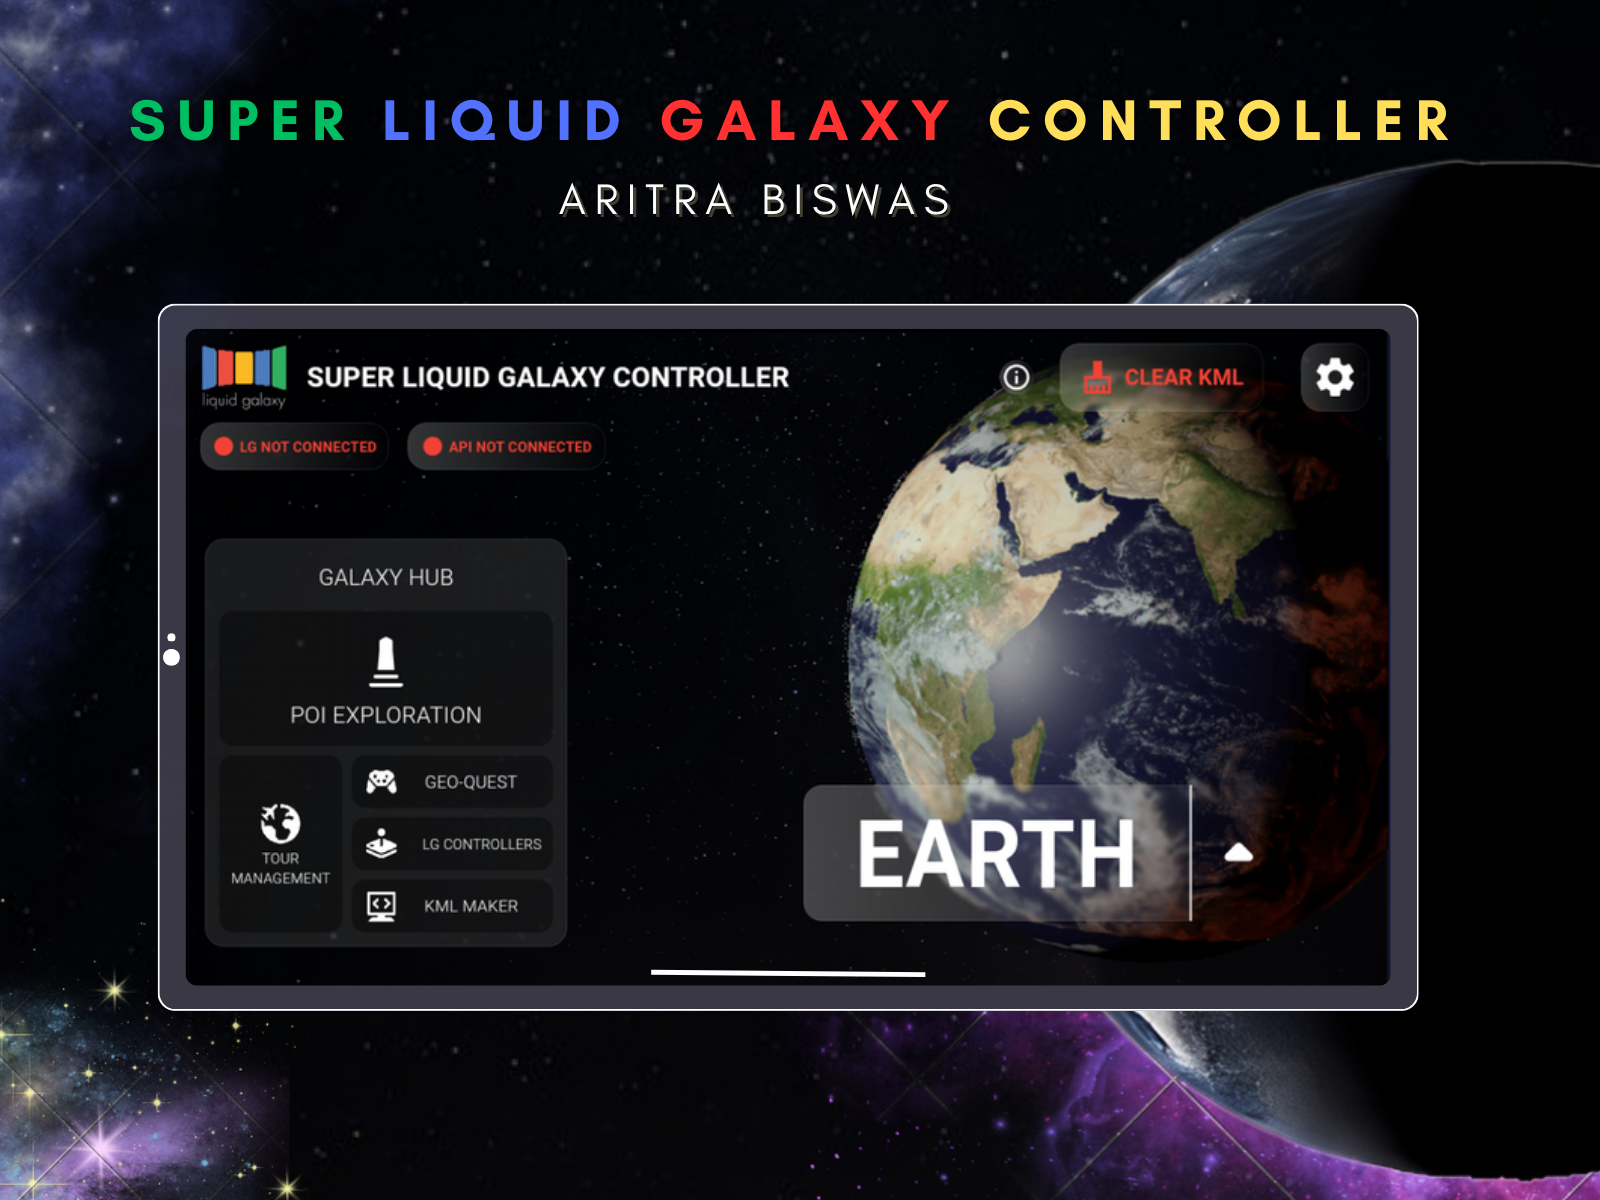 SUPER LIQUID GALAXY CONTROLLER
ARITRA BISWAS
liquid galaxy
SUPER LIQUID GALAXY CONTROLLER
CLEAR KML
LG NOT CONNECTED
API NOT CONNECTED
GALAXY HUB
POI EXPLORATION
TOUR
MANAGEMENT
GEO-QUEST
LG CONTROLLERS
KML MAKER
EARTH